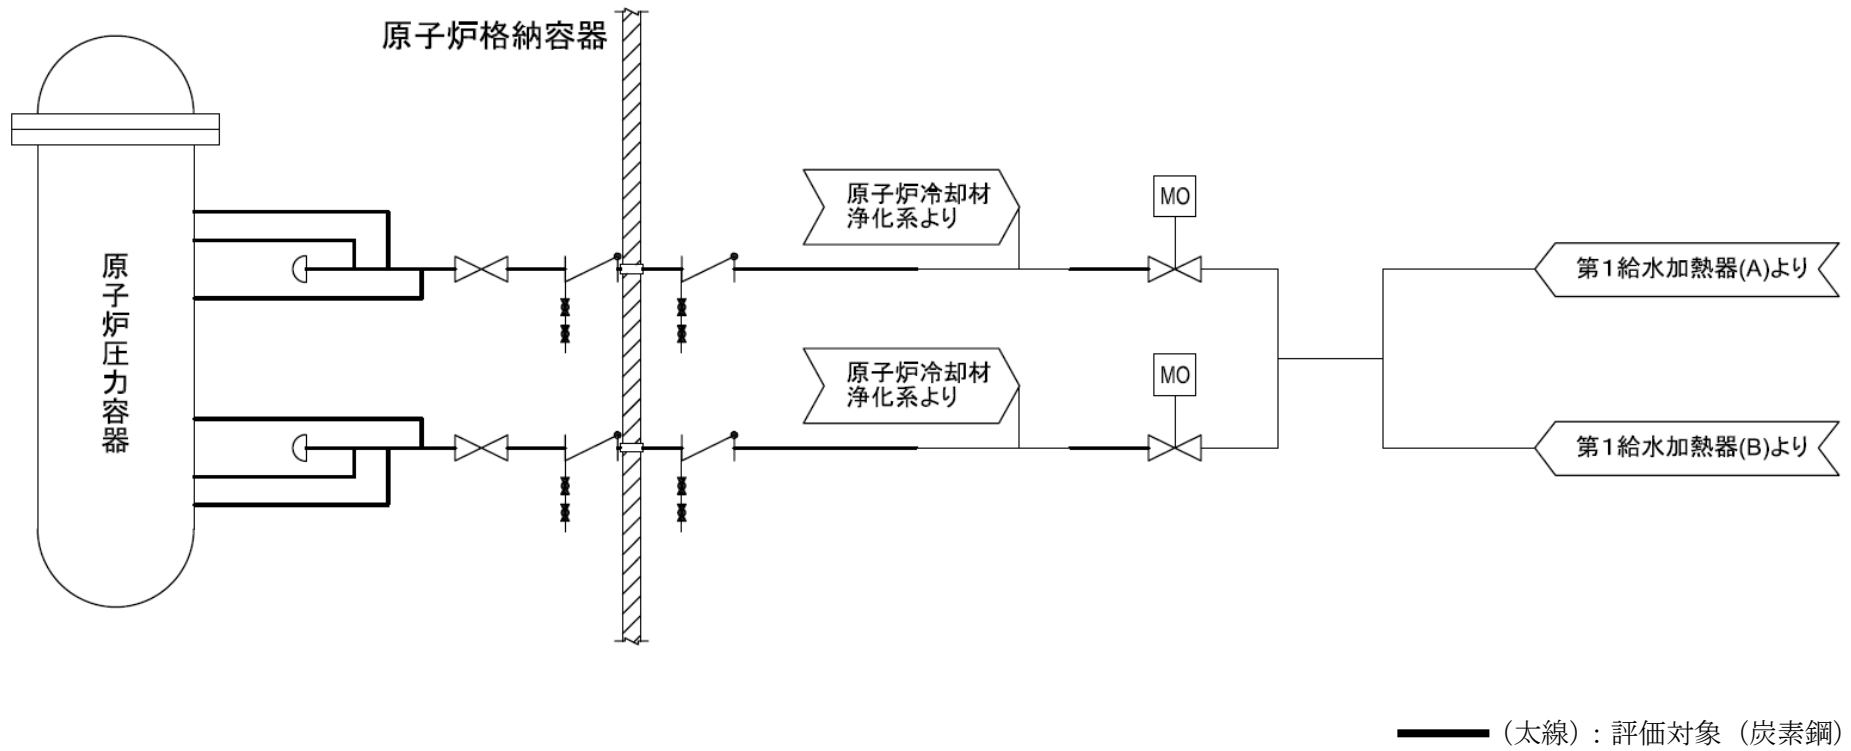 原子炉格納容器
原子炉圧力容器
原子炉冷却材
浄化系より
MO
第1給水加熱器(A)より
原子炉冷却材
浄化系より
MO
第1給水加熱器(B)より
(太線)：評価対象（炭素鋼）